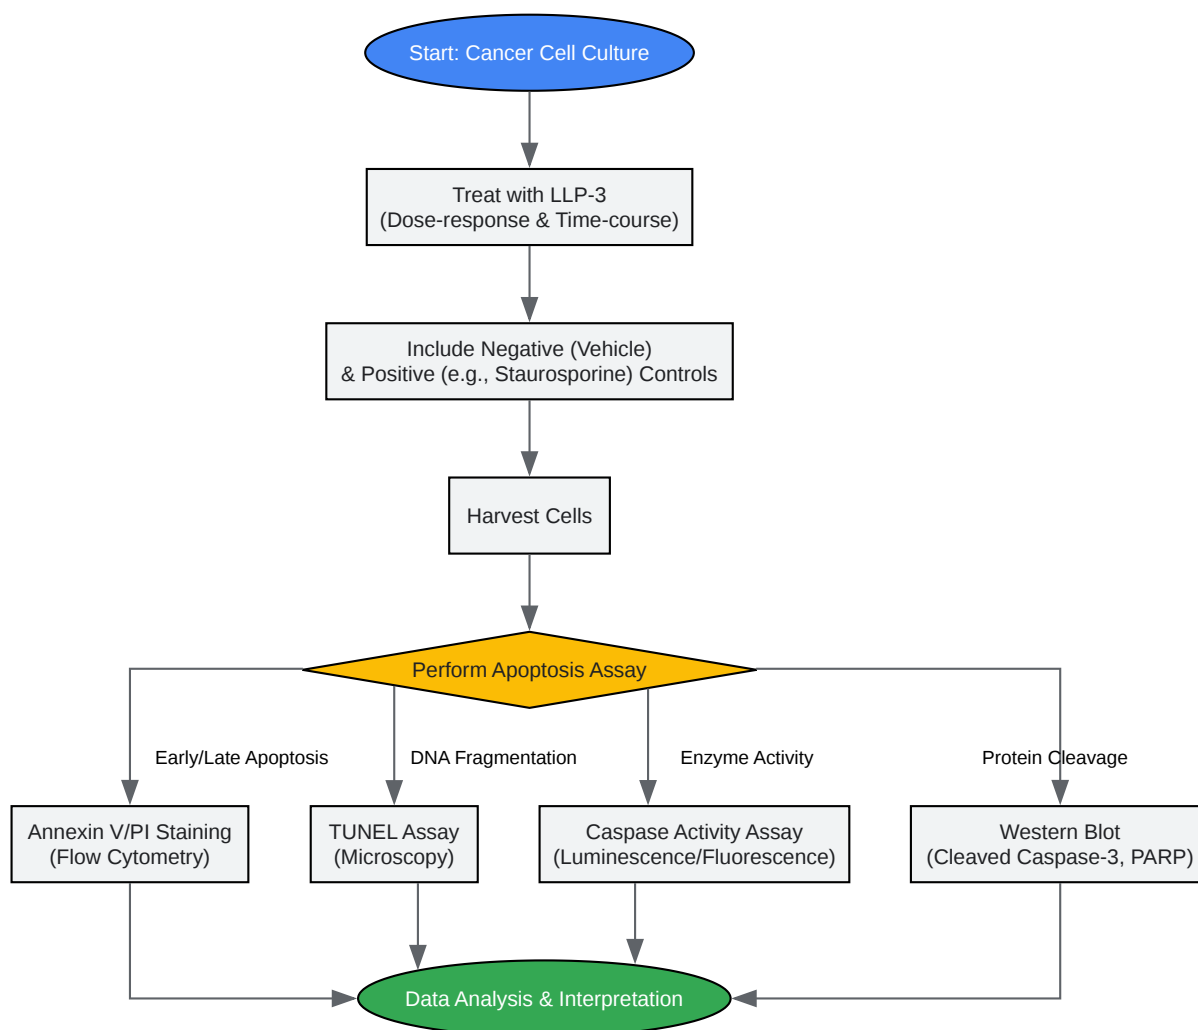 Start: Cancer Cell Culture
Treat with LLP-3
(Dose-response & Time-course)
Include Negative (Vehicle)
& Positive (e.g., Staurosporine) Controls
Harvest Cells
Perform Apoptosis Assay
Early/Late Apoptosis
DNA Fragmentation
Enzyme Activity
Protein Cleavage
Annexin V/PI Staining
(Flow Cytometry)
TUNEL Assay
(Microscopy)
Caspase Activity Assay
(Luminescence/Fluorescence)
Western Blot
(Cleaved Caspase-3, PARP)
Data Analysis & Interpretation